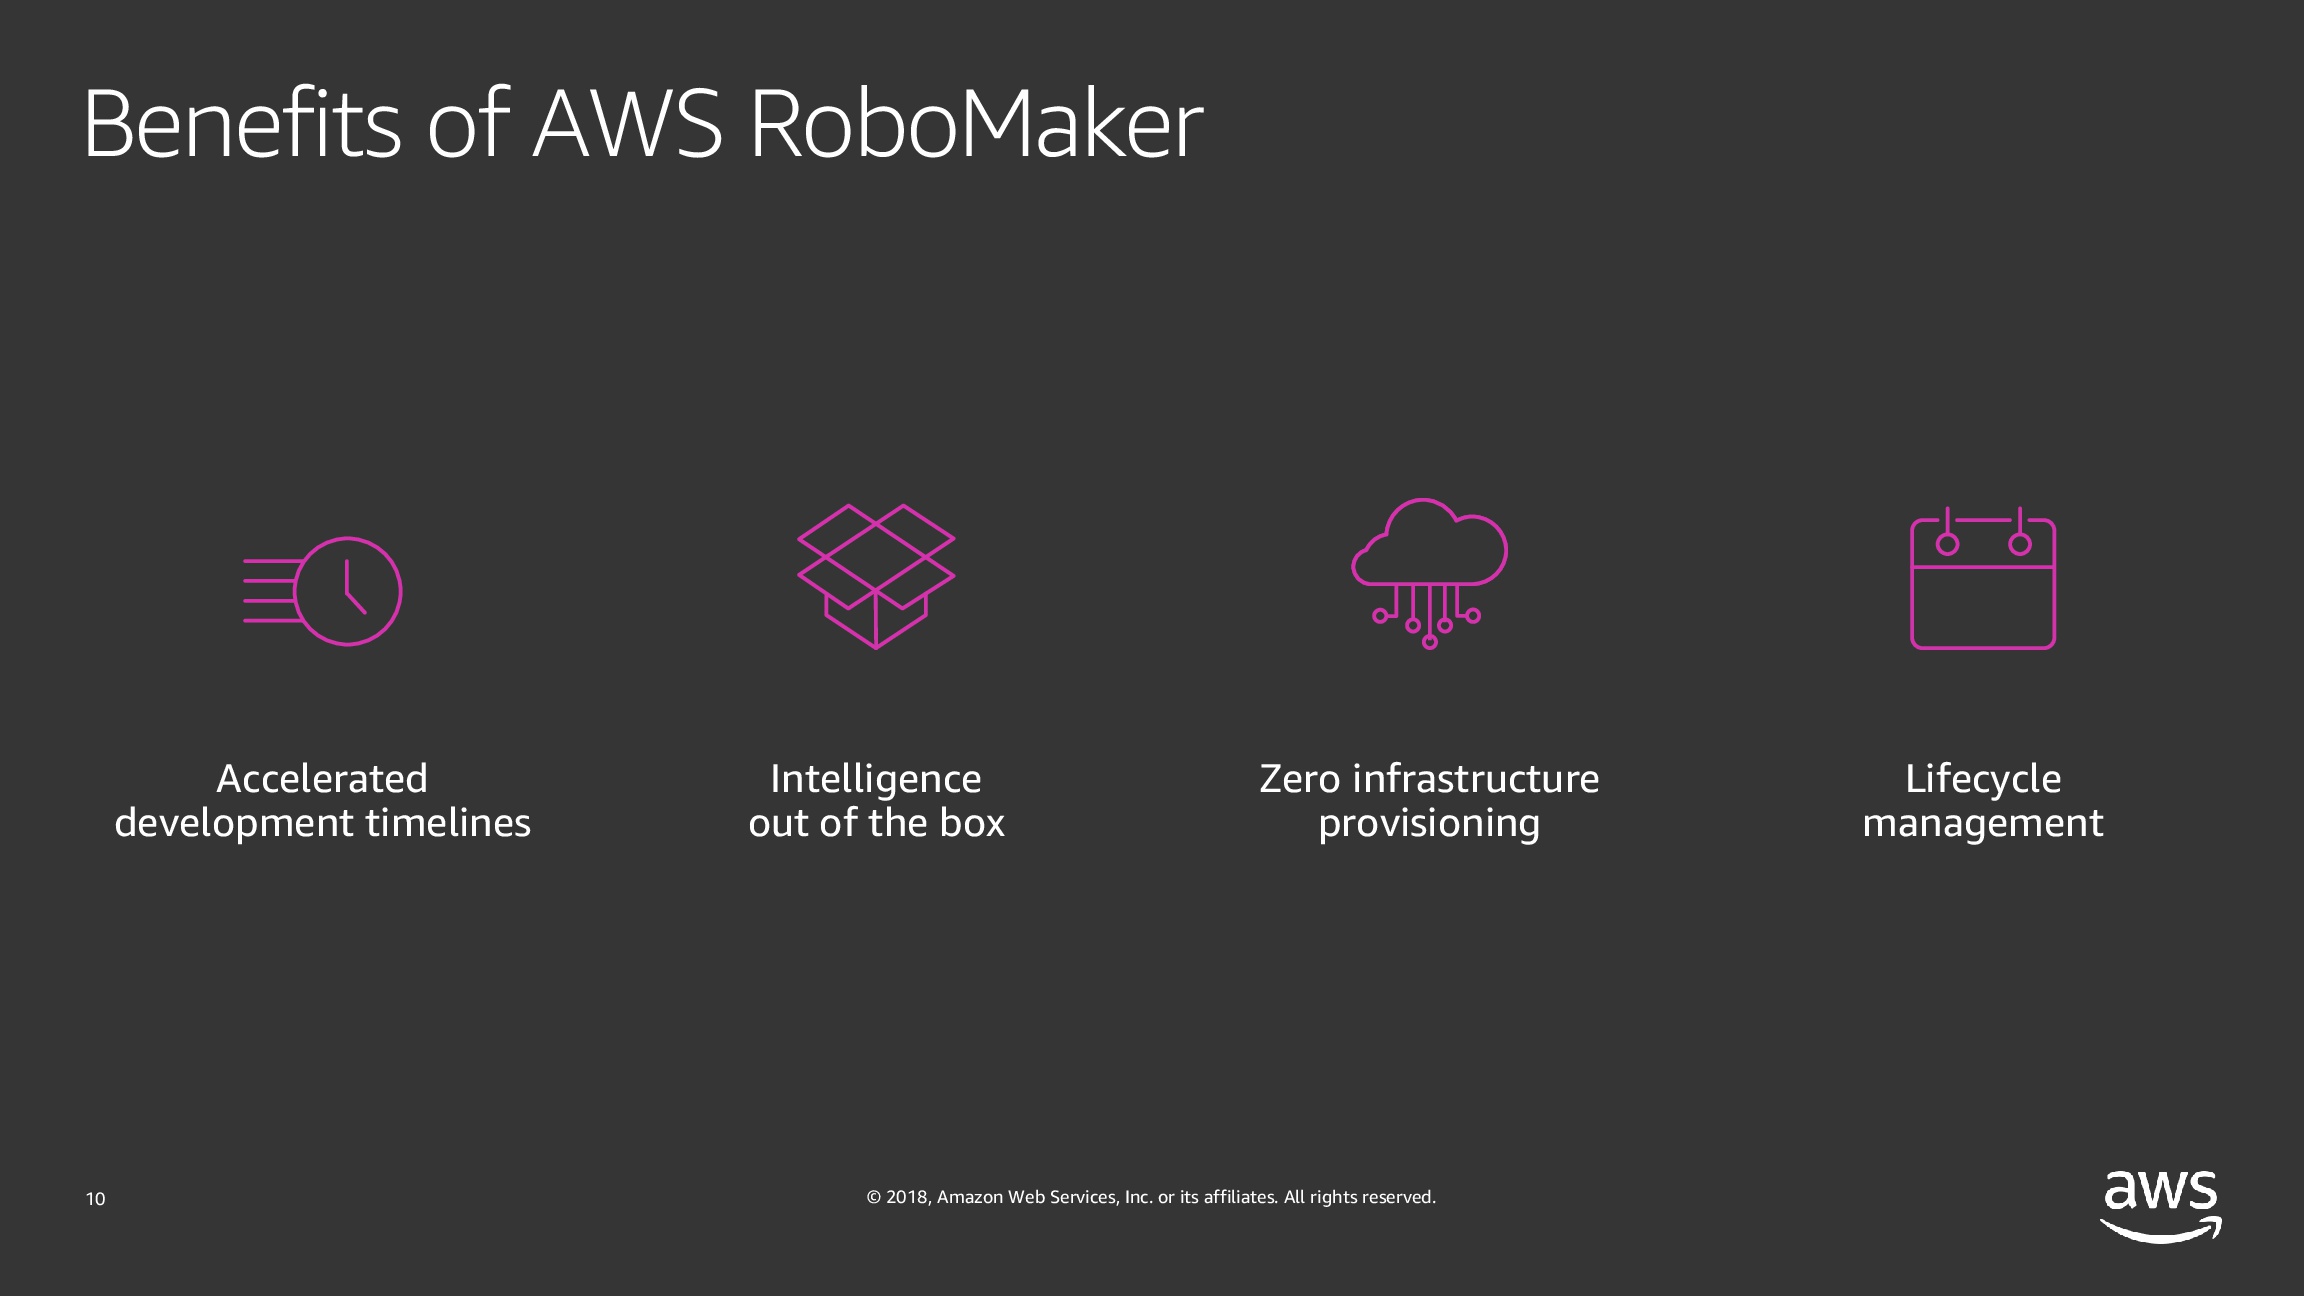 Benefits of AWS RoboMaker
Accelerated
development timelines
Intelligence
out of the box
Zero infrastructure
provisioning
Lifecycle
management
10
© 2018, Amazon Web Services, Inc. or its affiliates. All rights reserved.
aws